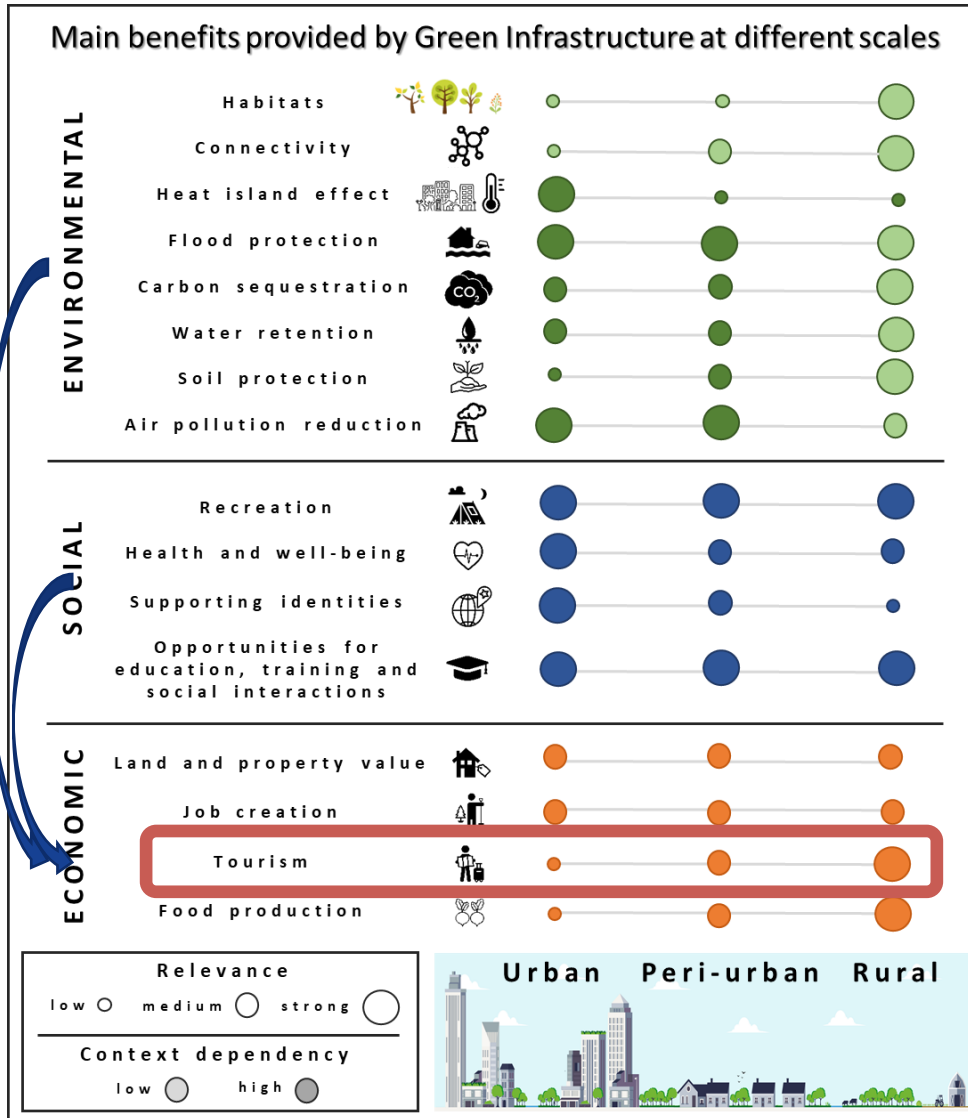 Main benefits provided by Green Infrastructure at different scales
ENVIRONMENTAL
Habitats
Connectivity
Heat island effect
Flood protection
Carbon sequestration
CO2
Water retention
Soil protection
Air pollution reduction
SOCIAL
Recreation
Health and well-being
Supporting identities
Opportunities for
education, training and
social interactions
ECONOMIC
Land and property value
Job creation
Tourism
Food production
Relevance
low medium strong
Context dependency
low high
Urban Peri-urban Rural